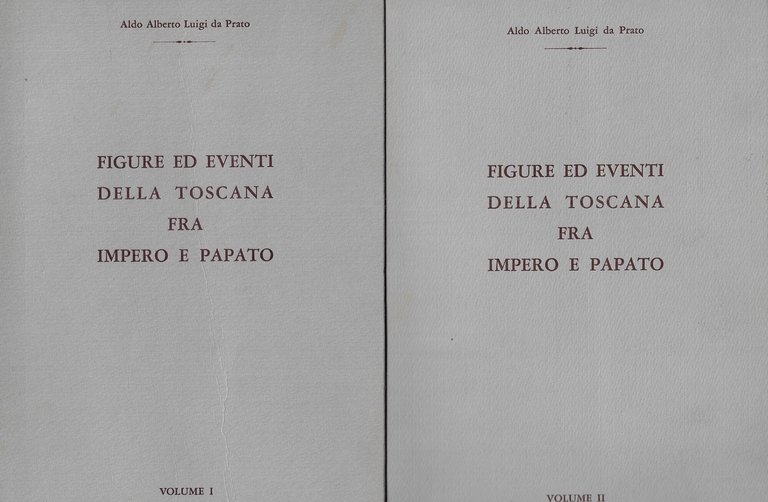 Aldo Alberto Luigi da Prato
FIGURE ED EVENTI
DELLA TOSCANA
FRA
IMPERO E PAPATO
VOLUME I
Aldo Alberto Luigi da Prato
FIGURE ED EVENTI
DELLA TOSCANA
FRA
IMPERO E PAPATO
VOLUME II